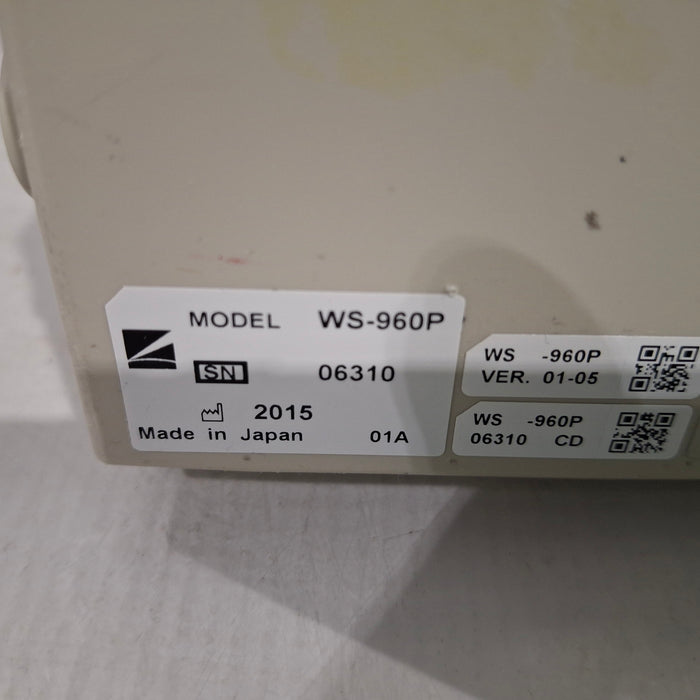 MODEL WS-960P
SN 06310
2015
Made in Japan 01A
WS -960P
VER. 01-05
WS -960P
06310 CD